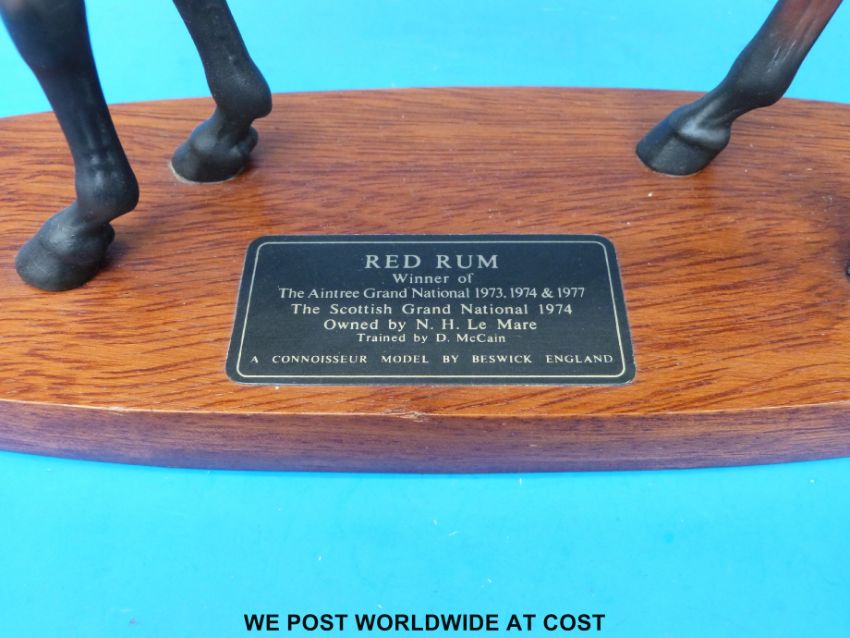 RED RUM
Winner of
The Aintree Grand National 1973, 1974 & 1977
The Scottish Grand National 1974
Owned by N. H. Le Mare
Trained by D. McCain
A CONNOISSEUR MODEL BY BESWICK ENGLAND
WE POST WORLDWIDE AT COST